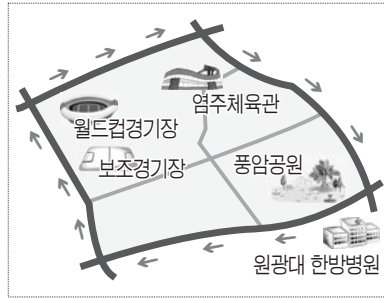 염주체육관
월드컵경기장
보조경기장
풍암공원
원광대 한방병원